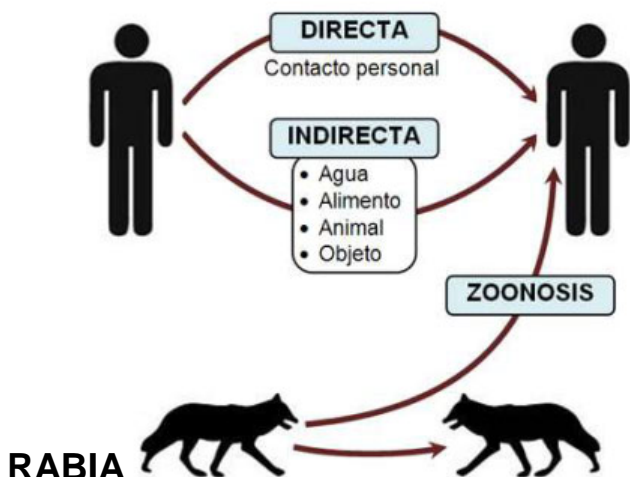 DIRECTA
Contacto personal
INDIRECTA
• Agua
• Alimento
• Animal
• Objeto
ZOONOSIS
RABIA